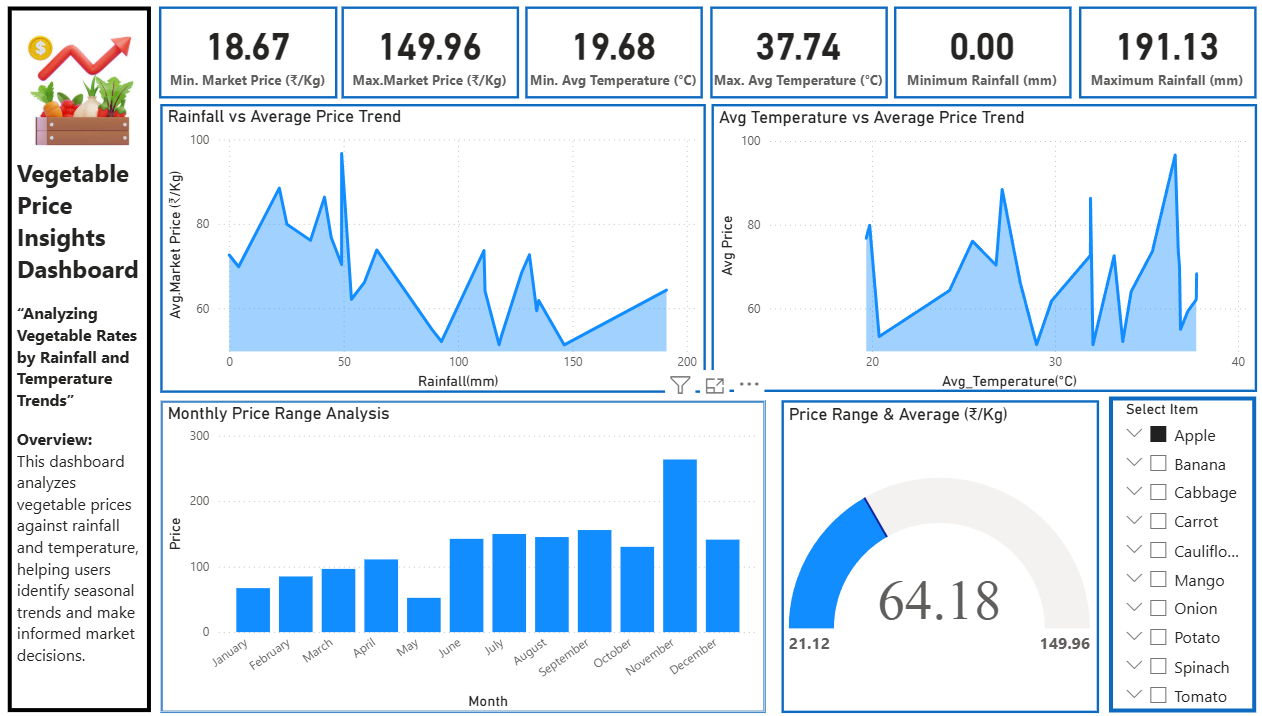 $
Vegetable
Price
Insights
Dashboard
“Analyzing
Vegetable Rates
by Rainfall and
Temperature
Trends”
Overview:
This dashboard
analyzes
vegetable prices
against rainfall
and temperature,
helping users
identify seasonal
trends and make
informed market
decisions.
18.67
Min. Market Price (₹/Kg)
149.96
Max.Market Price (₹/Kg)
19.68
Min. Avg Temperature (°C)
37.74
Max. Avg Temperature (°C)
0.00
Minimum Rainfall (mm)
191.13
Maximum Rainfall (mm)
Rainfall vs Average Price Trend
Avg.Market Price (₹/Kg)
100
80
60
0 50 100 150 200
Rainfall(mm)
Avg Temperature vs Average Price Trend
Avg Price
100
80
60
20 30 40
Avg_Temperature(°C)
Monthly Price Range Analysis
Price
300
200
100
0
January February March April May June July August September October November December
Month
Price Range & Average (₹/Kg)
64.18
21.12 149.96
Select Item
Apple
Banana
Cabbage
Carrot
Cauliflo...
Mango
Onion
Potato
Spinach
Tomato